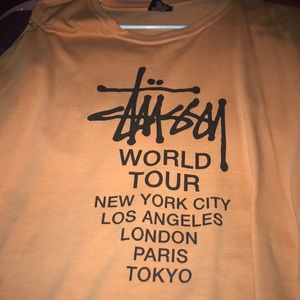 Stüssy
WORLD
TOUR
NEW YORK CITY
LOS ANGELES
LONDON
PARIS
TOKYO